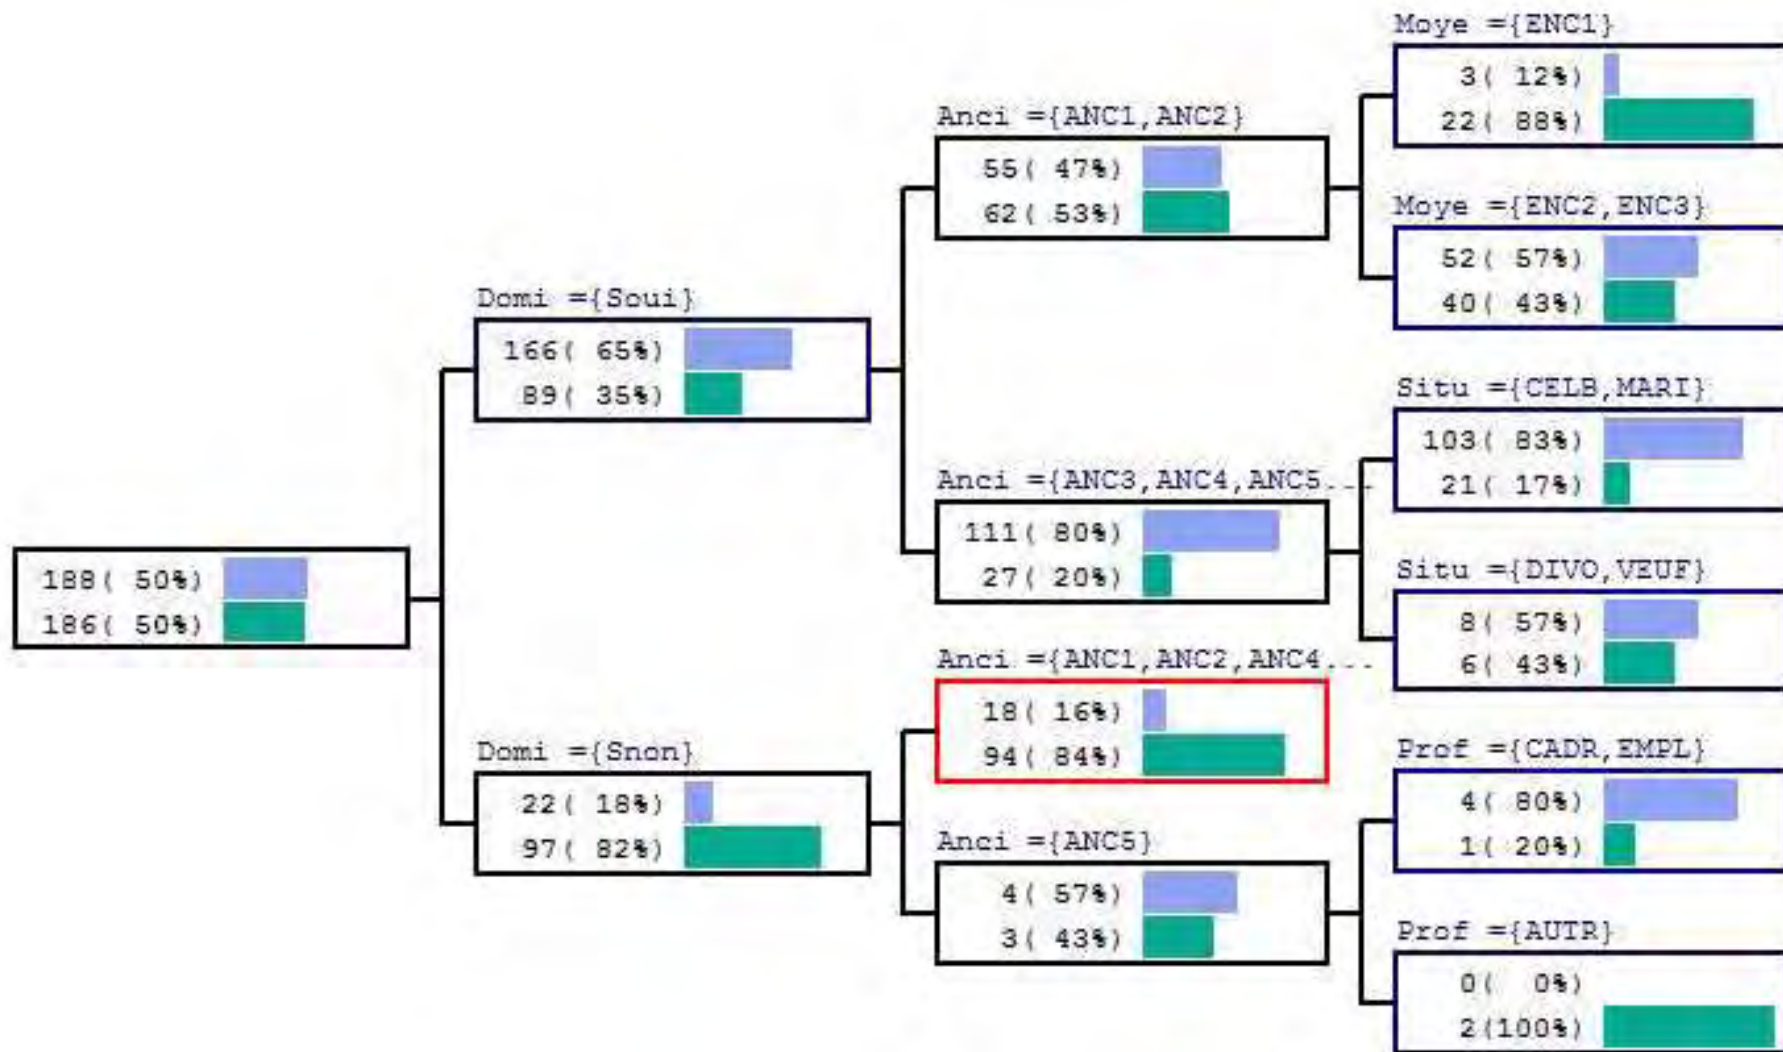 Moye ={ENC1}
3( 12%)
22( 88%)
Anci ={ANC1,ANC2}
55( 47%)
62( 53%)
Moye ={ENC2,ENC3}
52( 57%)
40( 43%)
Domi ={Soui}
166( 65%)
89( 35%)
Situ ={CELB,MARI}
103( 83%)
21( 17%)
Anci ={ANC3,ANC4,ANC5...
111( 80%)
27( 20%)
188( 50%)
186( 50%)
Situ ={DIVO,VEUF}
8( 57%)
6( 43%)
Anci ={ANC1,ANC2,ANC4...
18( 16%)
94( 84%)
Domi ={Snon}
22( 18%)
97( 82%)
Prof ={CADR,EMPL}
4( 80%)
1( 20%)
Anci ={ANC5}
4( 57%)
3( 43%)
Prof ={AUTR}
0( 0%)
2(100%)